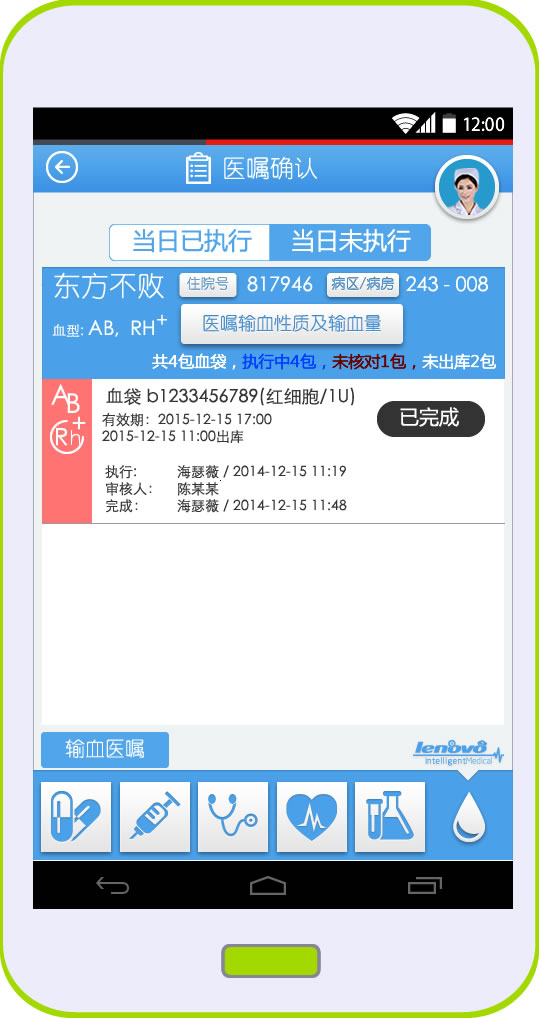 12:00
医嘱确认
当日已执行 当日未执行
东方不败 住院号 817946 病区/病房 243 - 008
血型: AB, RH+ 医嘱输血性质及输血量
共4包血袋，执行中4包，未核对1包，未出库2包
AB 血袋 b1233456789(红细胞/1U)
Rh+ 有效期：2015-12-15 17:00 已完成
2015-12-15 11:00出库
执行： 海瑟薇 / 2014-12-15 11:19
审核人： 陈某某
完成： 海瑟薇 / 2014-12-15 11:48
输血医嘱 lenovo
intelligentMedical